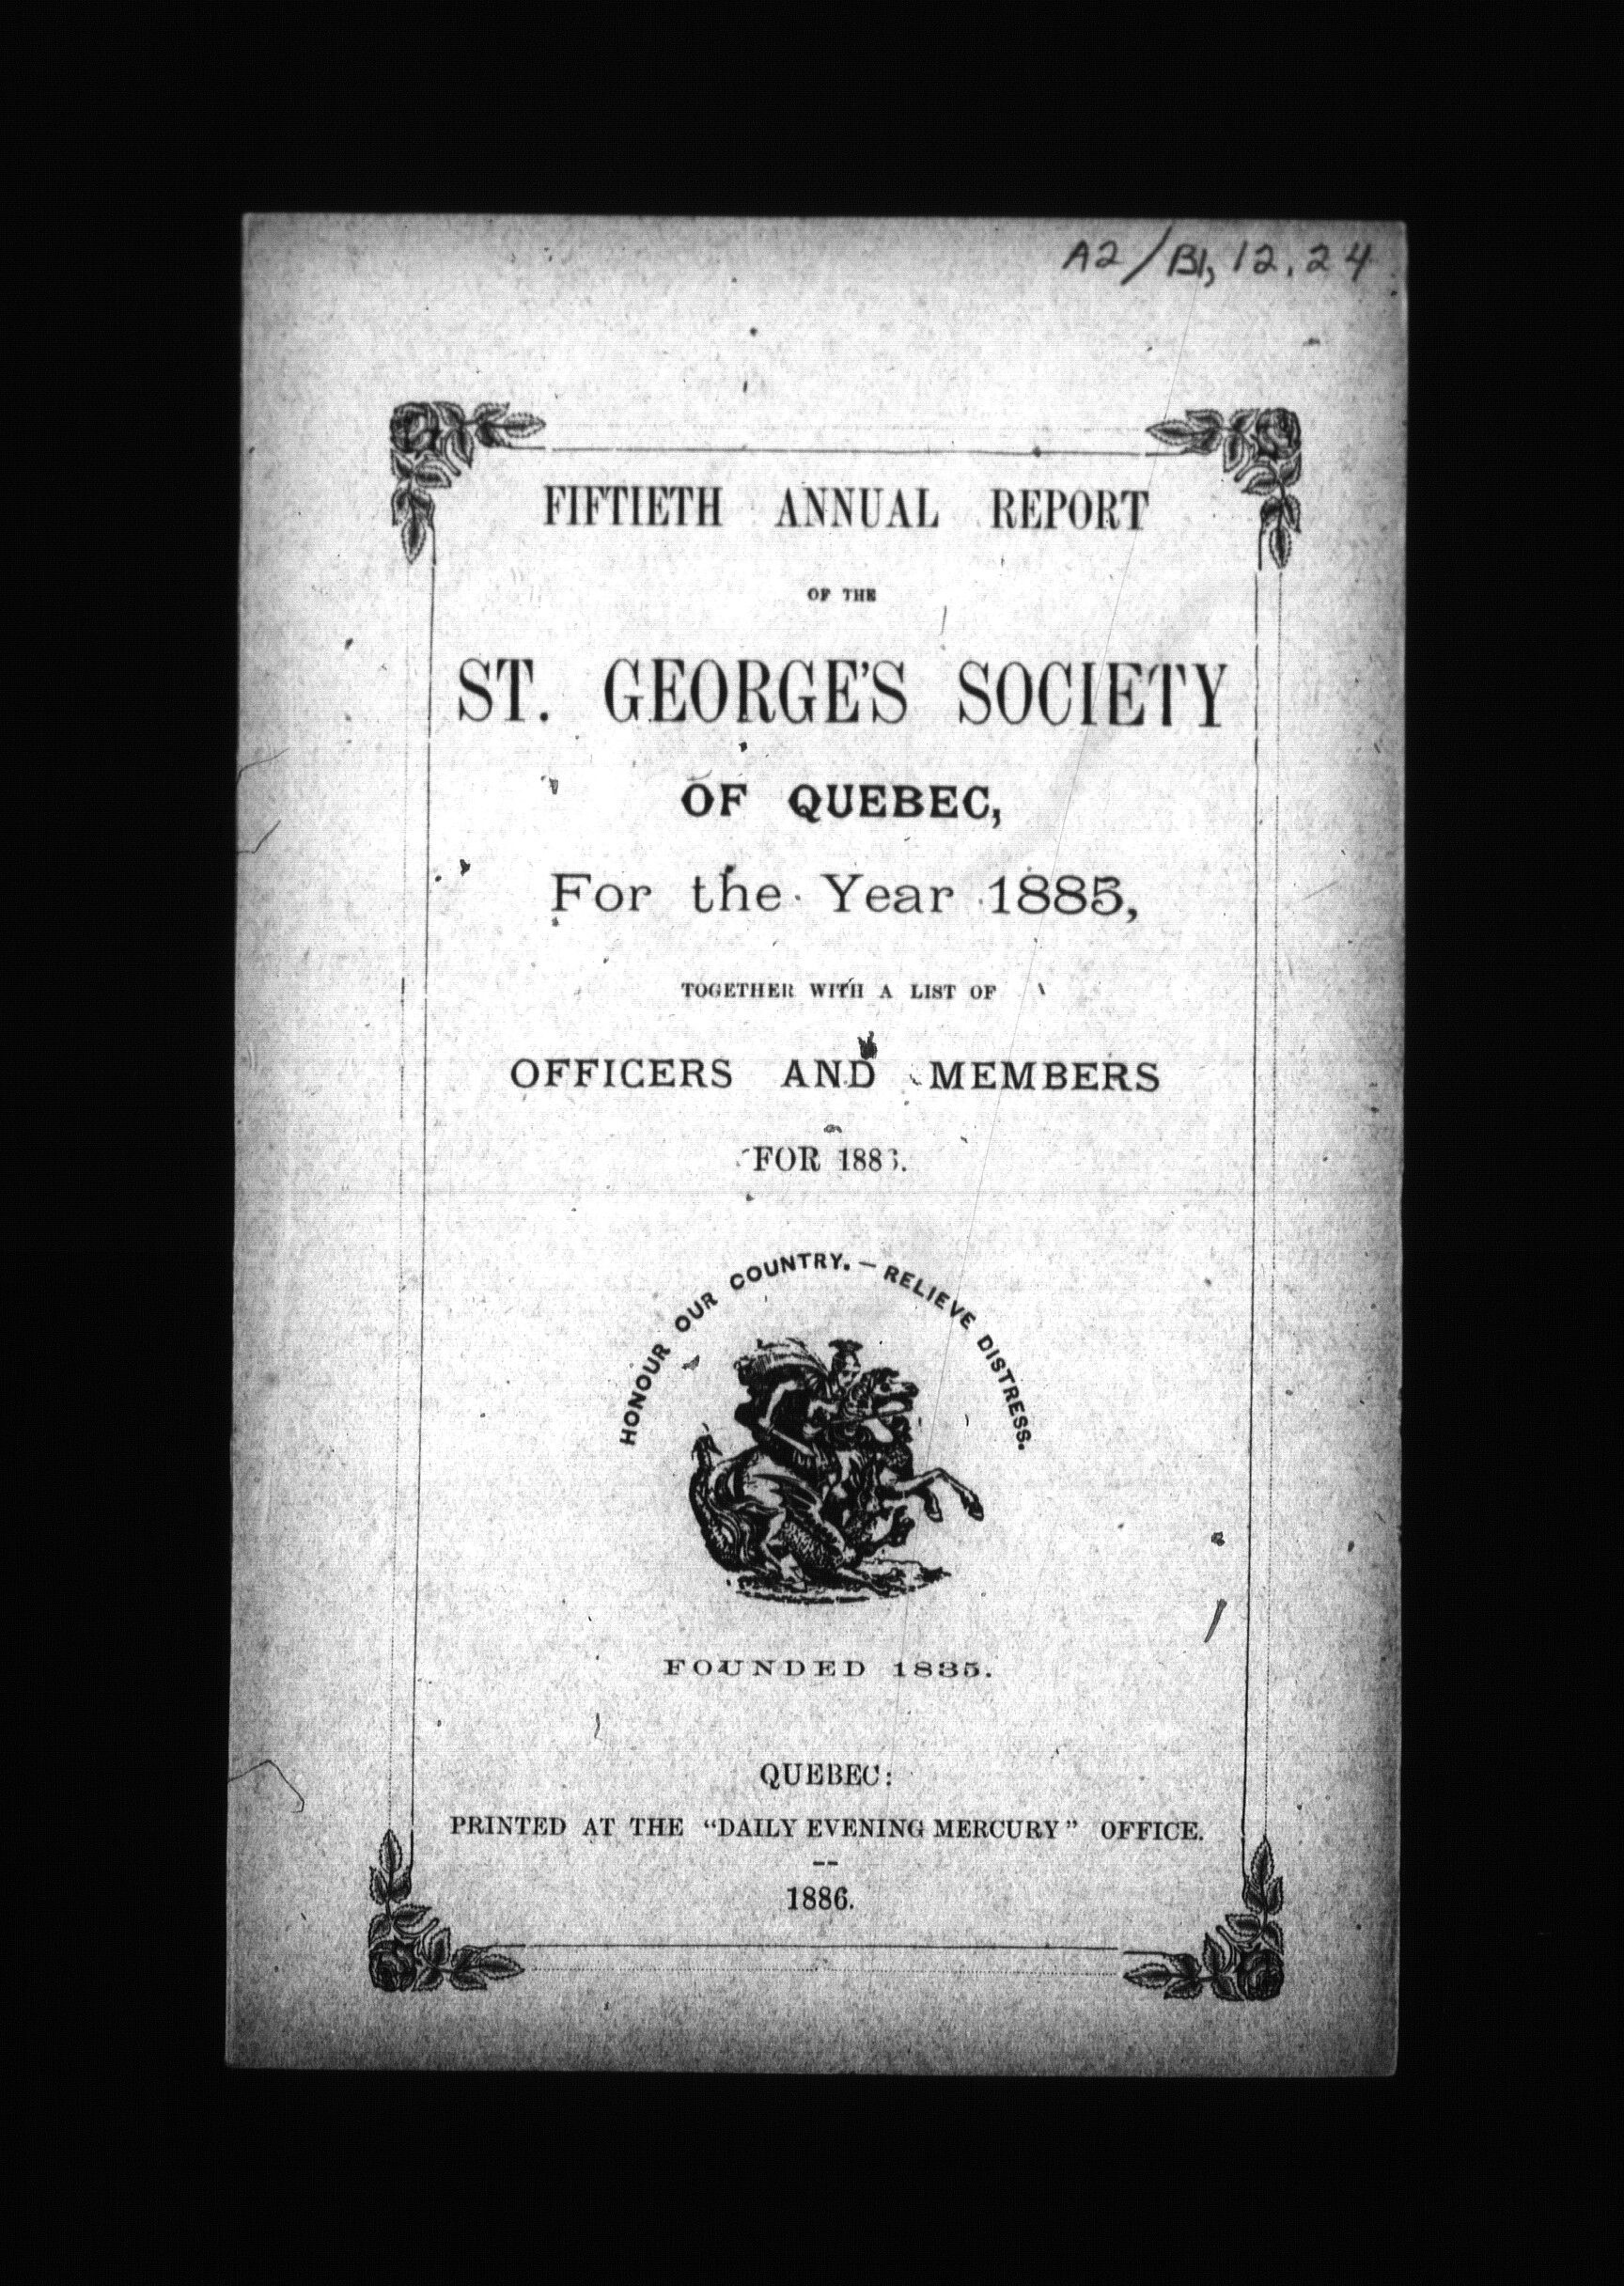 A2/B1,12.24
FIFTIETH ANNUAL REPORT
OF THE
ST. GEORGE'S SOCIETY
OF QUEBEC,
For the Year 1885,
TOGETHER WITH A LIST OF
OFFICERS AND MEMBERS
FOR
HONOUR OUR COUNTRY.—RELIEVE DISTRESS.
FOUNDED 1835.
QUEBEC:
PRINTED AT THE "DAILY EVENING MERCURY" OFFICE.
1886.